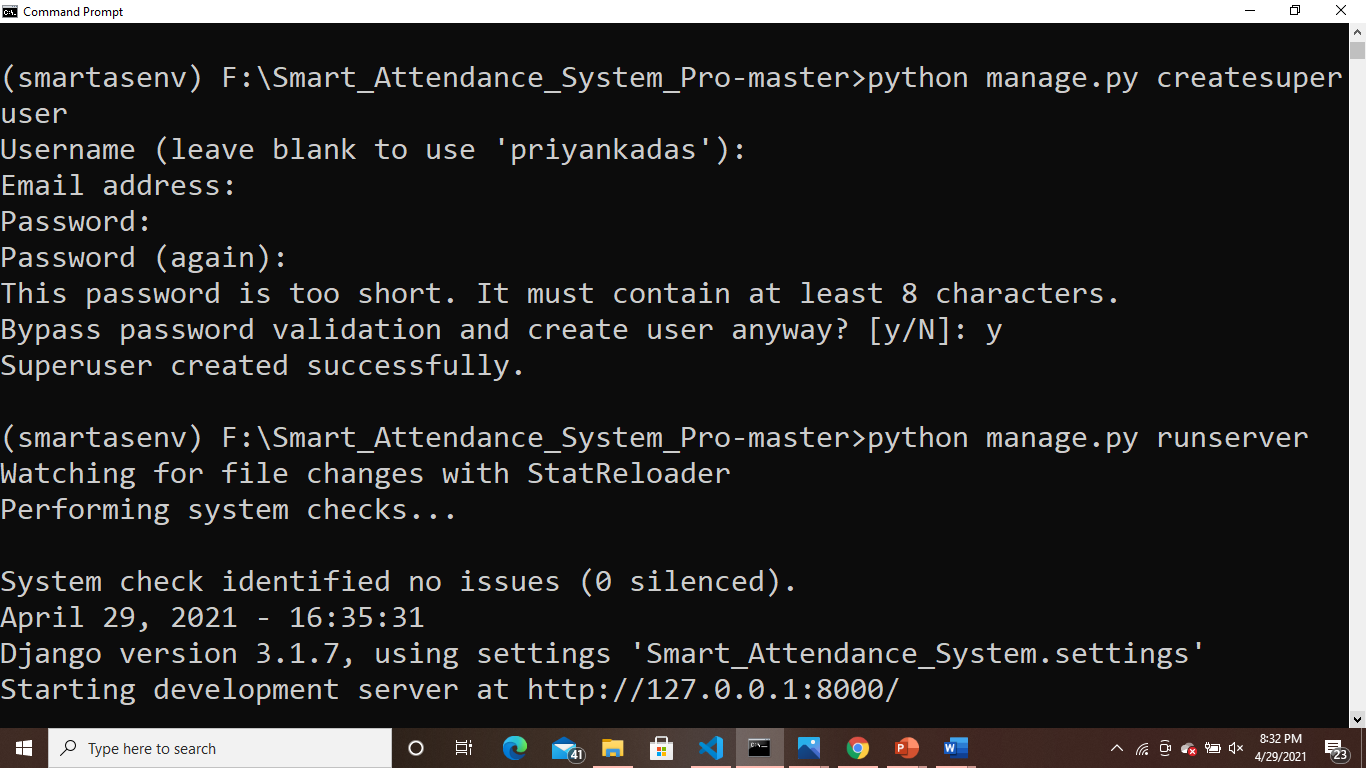 Command Prompt
(smartasenv) F:\Smart_Attendance_System_Pro-master>python manage.py createsuper
user
Username (leave blank to use 'priyankadas'):
Email address:
Password:
Password (again):
This password is too short. It must contain at least 8 characters.
Bypass password validation and create user anyway? [y/N]: y
Superuser created successfully.
(smartasenv) F:\Smart_Attendance_System_Pro-master>python manage.py runserver
Watching for file changes with StatReloader
Performing system checks...
System check identified no issues (0 silenced).
April 29, 2021 - 16:35:31
Django version 3.1.7, using settings 'Smart_Attendance_System.settings'
Starting development server at http://127.0.0.1:8000/
Type here to search
41
8:32 PM
4/29/2021
23